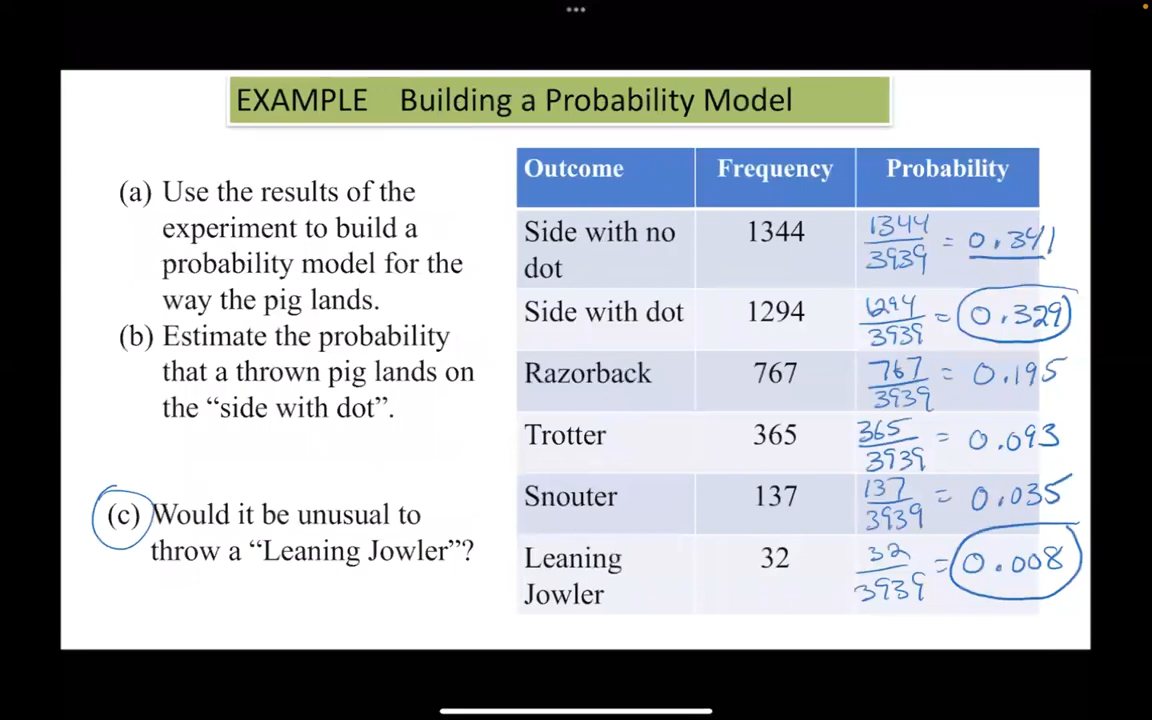 EXAMPLE Building a Probability Model
(a) Use the results of the
experiment to build a
probability model for the
way the pig lands.
(b) Estimate the probability
that a thrown pig lands on
the “side with dot”.
(c) Would it be unusual to
throw a “Leaning Jowler”?
Outcome Frequency Probability
Side with no dot 1344 1344/3939 = 0.341
Side with dot 1294 1294/3939 = 0.329
Razorback 767 767/3939 = 0.195
Trotter 365 365/3939 = 0.093
Snouter 137 137/3939 = 0.035
Leaning Jowler 32 32/3939 = 0.008